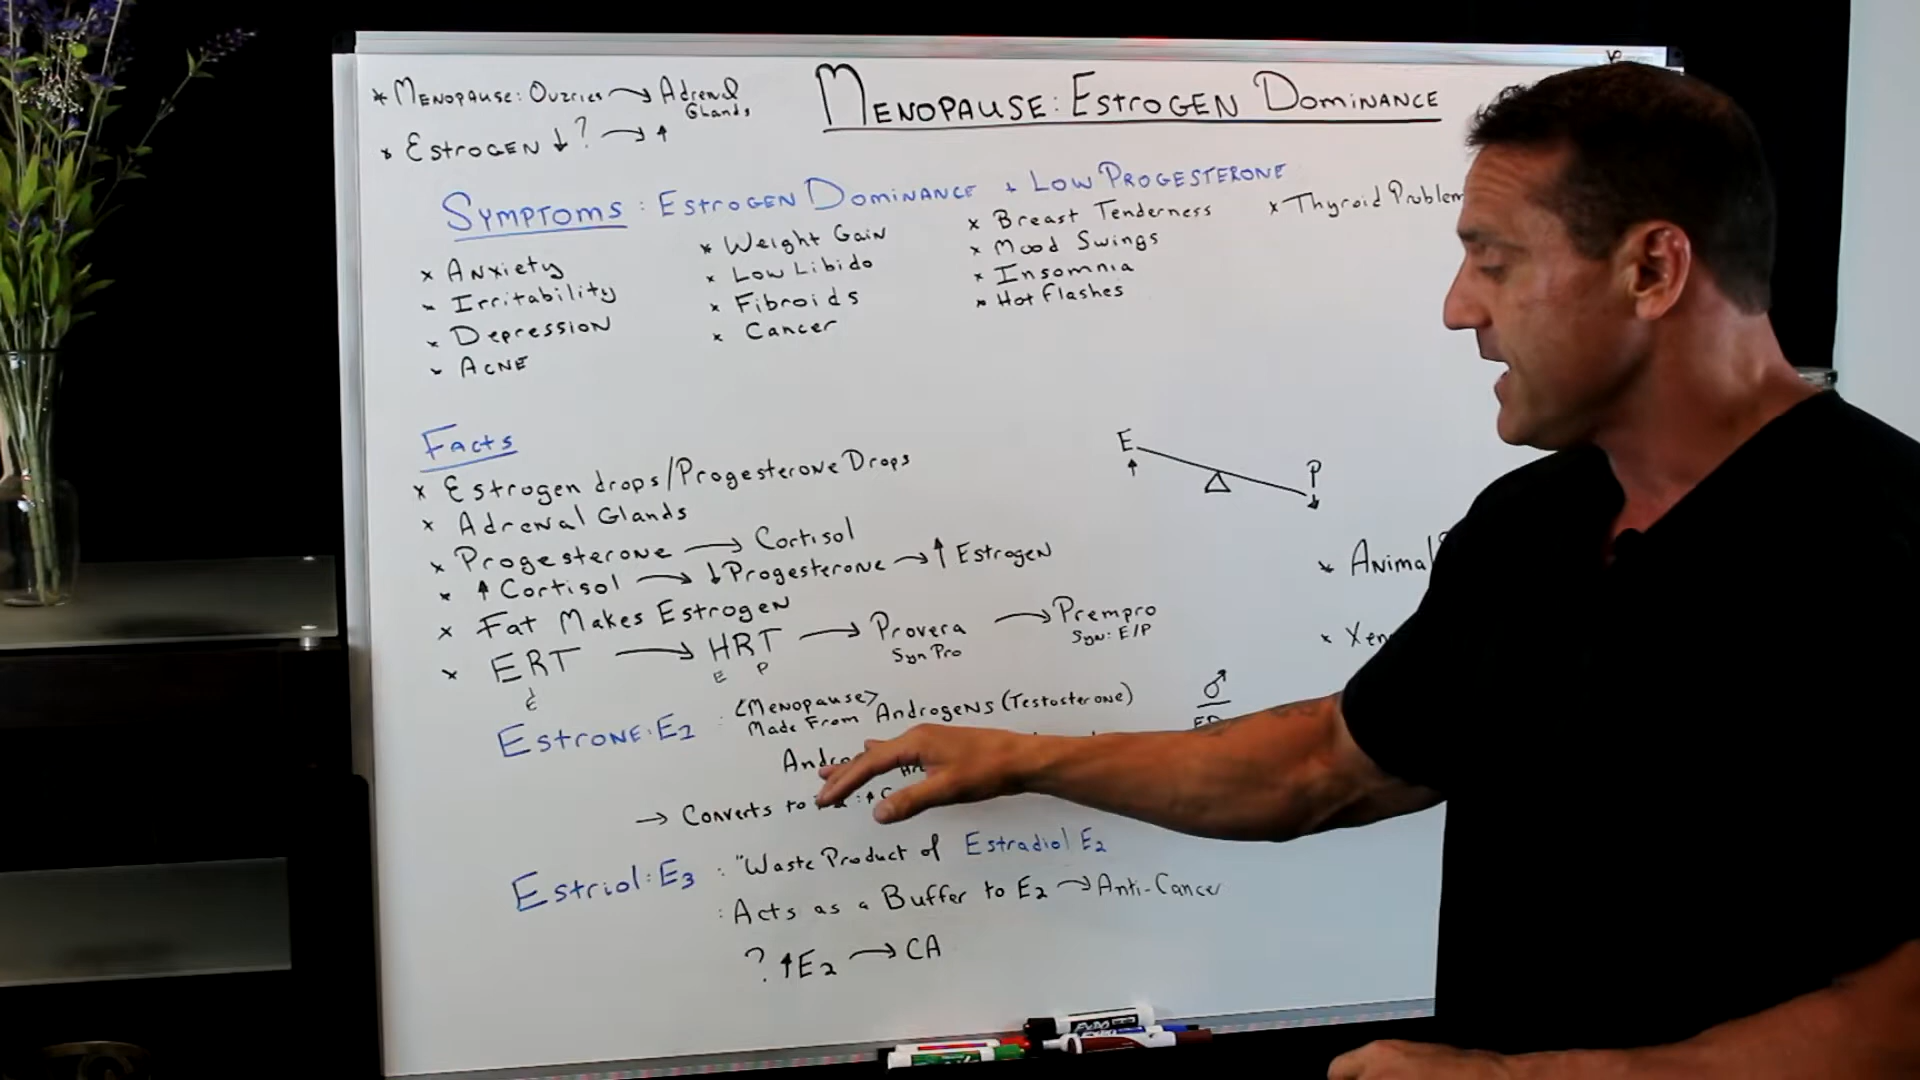 * MENOPAUSE: Ovaries → Adrenal Glands
* ESTROGEN ↓? → ↑
MENOPAUSE: ESTROGEN DOMINANCE
SYMPTOMS: ESTROGEN DOMINANCE + LOW PROGESTERONE
x Anxiety
x Irritability
x Depression
x Acne
x Weight Gain
x Low Libido
x Fibroids
x Cancer
x Breast Tenderness
x Mood Swings
x Insomnia
x Hot Flashes
x Thyroid Problem
Facts
x Estrogen drops/Progesterone Drops
x Adrenal Glands
x Progesterone → Cortisol
x ↑ Cortisol → ↓ Progesterone → ↑ Estrogen
x Fat Makes Estrogen
x ERT → HRT → Provera → Prempro
E
E P
Syn Pro
Syn: E/P
E ↑
P ↓
x Animal
x Xen
♂
Estrone: E1 : <Menopause>
Made From Androgens (Testosterone)
Andro
→ Converts to
Estriol: E3 : "Waste Product of Estradiol E2
: Acts as a Buffer to E2 → Anti-Cancer
? ↑E2 → CA
EXPO